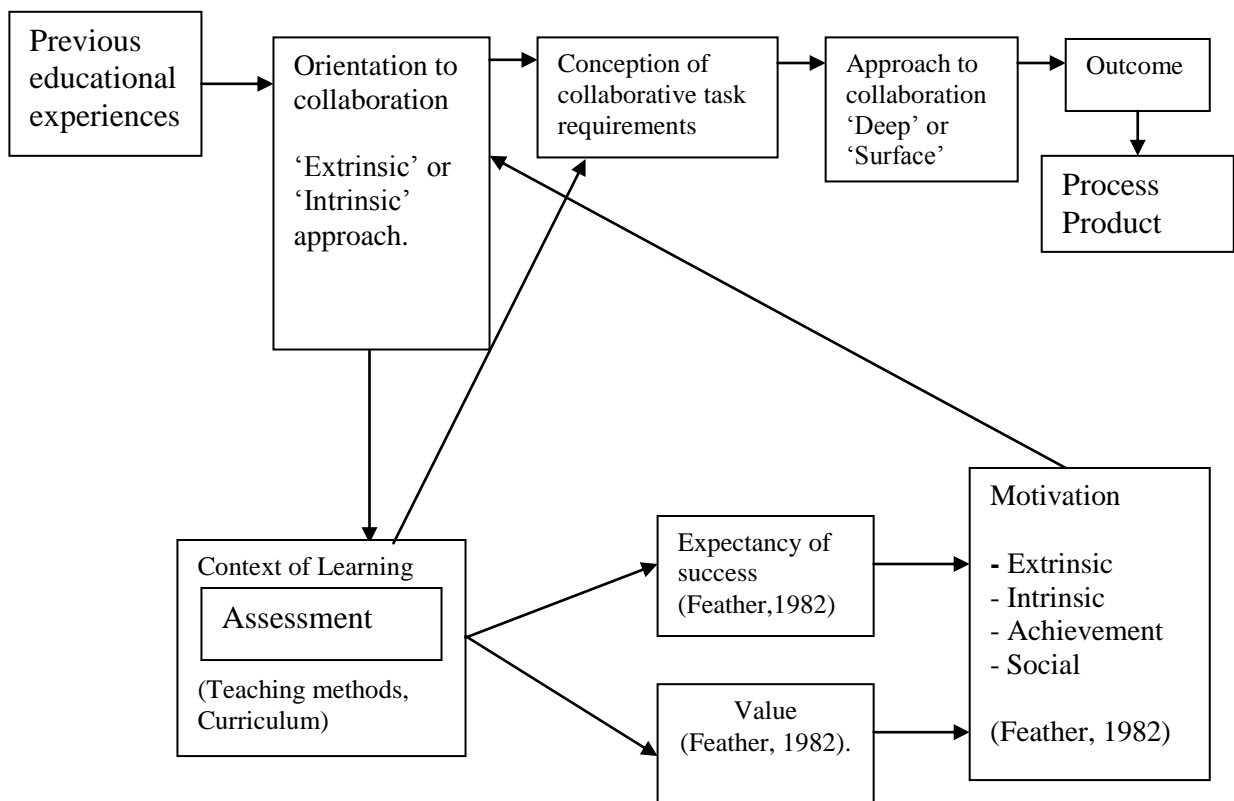 Previous
educational
experiences
Orientation to
collaboration
‘Extrinsic’ or
‘Intrinsic’
approach.
Conception of
collaborative task
requirements
Approach to
collaboration
‘Deep’ or
‘Surface’
Outcome
Process
Product
Context of Learning
Assessment
(Teaching methods,
Curriculum)
Expectancy of
success
(Feather,1982)
Value
(Feather, 1982).
Motivation
- Extrinsic
- Intrinsic
- Achievement
- Social
(Feather, 1982)